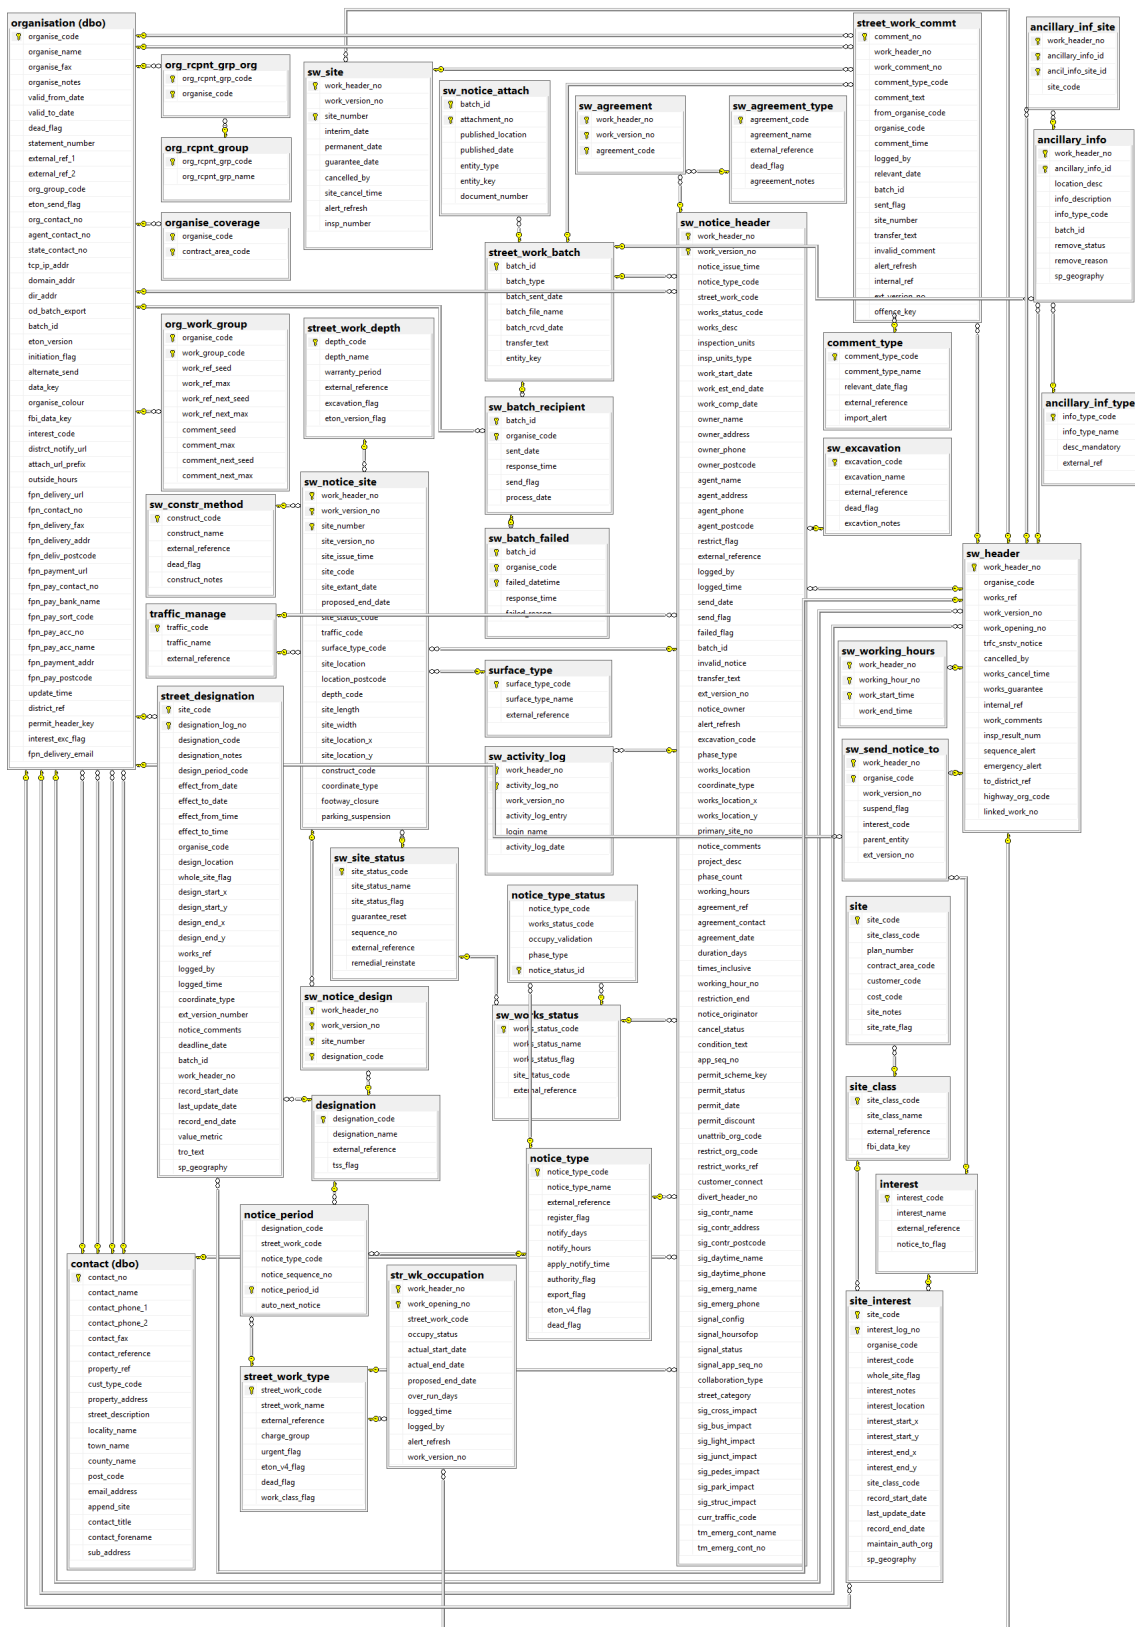 organisation (dbo)
organise_code
organise_name
organise_fax
organise_notes
valid_from_date
valid_to_date
dead_flag
statement_number
external_ref_1
external_ref_2
org_group_code
eton_send_flag
org_contact_no
agent_contact_no
state_contact_no
tcp_ip_addr
domain_addr
dir_addr
od_batch_export
batch_id
eton_version
initiation_flag
alternate_send
data_key
organise_colour
fbi_data_key
interest_code
distrct_notify_url
attach_url_prefix
outside_hours
fpn_delivery_url
fpn_contact_no
fpn_delivery_fax
fpn_delivery_addr
fpn_deliv_postcode
fpn_payment_url
fpn_pay_contact_no
fpn_pay_bank_name
fpn_pay_sort_code
fpn_pay_acc_no
fpn_pay_acc_name
fpn_payment_addr
fpn_pay_postcode
update_time
district_ref
permit_header_key
interest_exc_flag
fpn_delivery_email
org_rcpnt_grp_org
org_rcpnt_grp_code
organise_code
org_rcpnt_group
org_rcpnt_grp_code
org_rcpnt_grp_name
organise_coverage
organise_code
contract_area_code
org_work_group
organise_code
work_group_code
work_ref_seed
work_ref_max
work_ref_next_seed
work_ref_next_max
comment_seed
comment_max
comment_next_seed
comment_next_max
sw_constr_method
construct_code
construct_name
external_reference
dead_flag
construct_notes
traffic_manage
traffic_code
traffic_name
external_reference
street_designation
site_code
designation_log_no
designation_code
designation_notes
design_period_code
effect_from_date
effect_to_date
effect_from_time
effect_to_time
organise_code
design_location
whole_site_flag
design_start_x
design_start_y
design_end_x
design_end_y
works_ref
logged_by
logged_time
coordinate_type
ext_version_number
notice_comments
deadline_date
batch_id
work_header_no
record_start_date
last_update_date
record_end_date
value_metric
tro_text
sp_geography
contact (dbo)
contact_no
contact_name
contact_phone_1
contact_phone_2
contact_fax
contact_reference
property_ref
cust_type_code
property_address
street_description
locality_name
town_name
county_name
post_code
email_address
append_site
contact_title
contact_forename
sub_address
sw_site
work_header_no
work_version_no
site_number
interim_date
permanent_date
guarantee_date
cancelled_by
site_cancel_time
alert_refresh
insp_number
street_work_depth
depth_code
depth_name
warranty_period
external_reference
excavation_flag
eton_version_flag
sw_notice_site
work_header_no
work_version_no
site_number
site_version_no
site_issue_time
site_code
site_extant_date
proposed_end_date
site_status_code
traffic_code
surface_type_code
site_location
location_postcode
depth_code
site_length
site_width
site_location_x
site_location_y
construct_code
coordinate_type
footway_closure
parking_suspension
sw_site_status
site_status_code
site_status_name
site_status_flag
guarantee_reset
sequence_no
external_reference
remedial_reinstate
sw_notice_design
work_header_no
work_version_no
site_number
designation_code
designation
designation_code
designation_name
external_reference
tss_flag
notice_period
designation_code
street_work_code
notice_type_code
notice_sequence_no
notice_period_id
auto_next_notice
street_work_type
street_work_code
street_work_name
external_reference
charge_group
urgent_flag
eton_v4_flag
dead_flag
work_class_flag
str_wk_occupation
work_header_no
work_opening_no
street_work_code
occupy_status
actual_start_date
actual_end_date
proposed_end_date
over_run_days
logged_time
logged_by
alert_refresh
work_version_no
sw_notice_attach
batch_id
attachment_no
published_location
published_date
entity_type
entity_key
document_number
street_work_batch
batch_id
batch_type
batch_sent_date
batch_file_name
batch_rcvd_date
transfer_text
entity_key
sw_batch_recipient
batch_id
organise_code
sent_date
response_time
send_flag
process_date
sw_batch_failed
batch_id
organise_code
failed_datetime
response_time
failed_reason
surface_type
surface_type_code
surface_type_name
external_reference
sw_activity_log
work_header_no
activity_log_no
work_version_no
activity_log_entry
login_name
activity_log_date
notice_type_status
notice_type_code
works_status_code
occupy_validation
phase_type
notice_status_id
sw_works_status
works_status_code
works_status_name
works_status_flag
site_status_code
external_reference
notice_type
notice_type_code
notice_type_name
external_reference
register_flag
notify_days
notify_hours
apply_notify_time
authority_flag
export_flag
eton_v4_flag
dead_flag
sw_agreement
work_header_no
work_version_no
agreement_code
sw_agreement_type
agreement_code
agreement_name
external_reference
dead_flag
agreeement_notes
sw_notice_header
work_header_no
work_version_no
notice_issue_time
notice_type_code
street_work_code
works_status_code
works_desc
inspection_units
insp_units_type
work_start_date
work_est_end_date
work_comp_date
owner_name
owner_address
owner_phone
owner_postcode
agent_name
agent_address
agent_phone
agent_postcode
restrict_flag
external_reference
logged_by
logged_time
send_date
send_flag
failed_flag
batch_id
invalid_notice
transfer_text
ext_version_no
notice_owner
alert_refresh
excavation_code
phase_type
works_location
coordinate_type
works_location_x
works_location_y
primary_site_no
notice_comments
project_desc
phase_count
working_hours
agreement_ref
agreement_contact
agreement_date
duration_days
times_inclusive
working_hour_no
restriction_end
notice_originator
cancel_status
condition_text
app_seq_no
permit_scheme_key
permit_status
permit_date
permit_discount
unattrib_org_code
restrict_org_code
restrict_works_ref
customer_connect
divert_header_no
sig_contr_name
sig_contr_address
sig_contr_postcode
sig_daytime_name
sig_daytime_phone
sig_emerg_name
sig_emerg_phone
signal_config
signal_hoursofop
signal_status
signal_app_seq_no
collaboration_type
street_category
sig_cross_impact
sig_bus_impact
sig_light_impact
sig_junct_impact
sig_pedes_impact
sig_park_impact
sig_struc_impact
curr_traffic_code
tm_emerg_cont_name
tm_emerg_cont_no
street_work_commt
comment_no
work_header_no
work_comment_no
comment_type_code
comment_text
from_organise_code
organise_code
comment_time
logged_by
relevant_date
batch_id
sent_flag
site_number
transfer_text
invalid_comment
alert_refresh
internal_ref
ext_version_no
offence_key
comment_type
comment_type_code
comment_type_name
relevant_date_flag
external_reference
import_alert
sw_excavation
excavation_code
excavation_name
external_reference
dead_flag
excavtion_notes
sw_working_hours
work_header_no
working_hour_no
work_start_time
work_end_time
sw_send_notice_to
work_header_no
organise_code
work_version_no
suspend_flag
interest_code
parent_entity
ext_version_no
site
site_code
site_class_code
plan_number
contract_area_code
customer_code
cost_code
site_notes
site_rate_flag
site_class
site_class_code
site_class_name
external_reference
fbi_data_key
interest
interest_code
interest_name
external_reference
notice_to_flag
site_interest
site_code
interest_log_no
organise_code
interest_code
whole_site_flag
interest_notes
interest_location
interest_start_x
interest_start_y
interest_end_x
interest_end_y
site_class_code
record_start_date
last_update_date
record_end_date
maintain_auth_org
sp_geography
ancillary_inf_site
work_header_no
ancillary_info_id
ancil_info_site_id
site_code
ancillary_info
work_header_no
ancillary_info_id
location_desc
info_description
info_type_code
batch_id
remove_status
remove_reason
sp_geography
ancillary_inf_type
info_type_code
info_type_name
desc_mandatory
external_ref
sw_header
work_header_no
organise_code
works_ref
work_version_no
work_opening_no
trfc_snstv_notice
cancelled_by
works_cancel_time
works_guarantee
internal_ref
work_comments
insp_result_num
sequence_alert
emergency_alert
to_district_ref
highway_org_code
linked_work_no